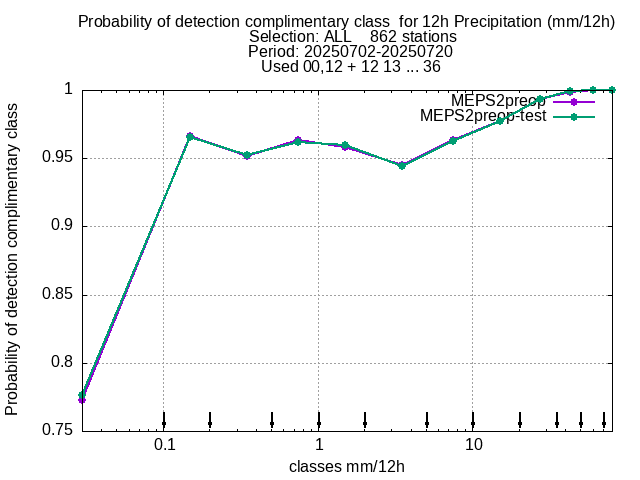 Probability of detection complimentary class  for 12h Precipitation (mm/12h)
Selection: ALL    862 stations
Period: 20250702-20250720
Used 00,12 + 12 13 ... 36
MEPS2preop
MEPS2preop-test
Probability of detection complimentary class
1
0.95
0.9
0.85
0.8
0.75
0.1
1
10
classes mm/12h